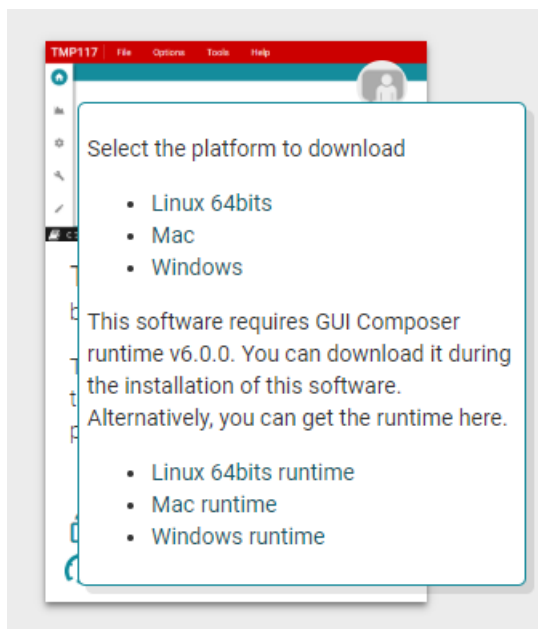 TMP117 File Options Tools Help
Select the platform to download
• Linux 64bits
• Mac
• Windows
This software requires GUI Composer
runtime v6.0.0. You can download it during
the installation of this software.
Alternatively, you can get the runtime here.
• Linux 64bits runtime
• Mac runtime
• Windows runtime